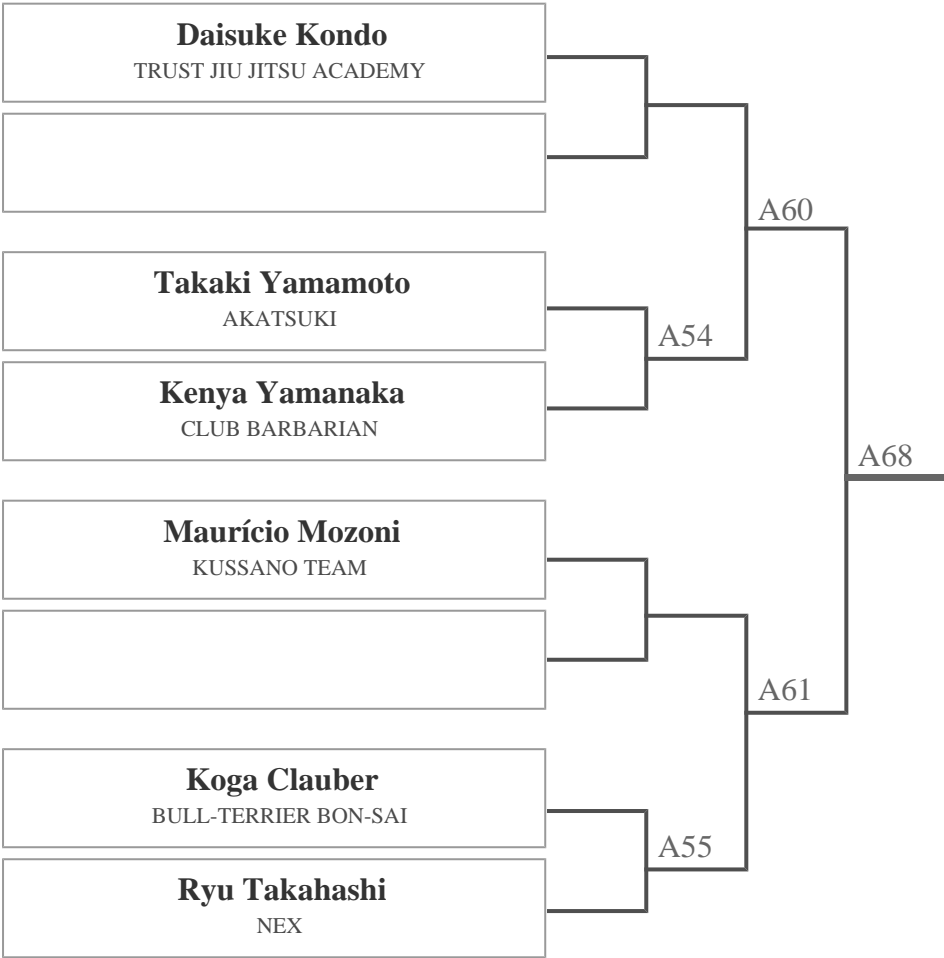 Daisuke Kondo
TRUST JIU JITSU ACADEMY
A60
Takaki Yamamoto
AKATSUKI
A54
Kenya Yamanaka
CLUB BARBARIAN
A68
Maurício Mozoni
KUSSANO TEAM
A61
Koga Clauber
BULL-TERRIER BON-SAI
A55
Ryu Takahashi
NEX